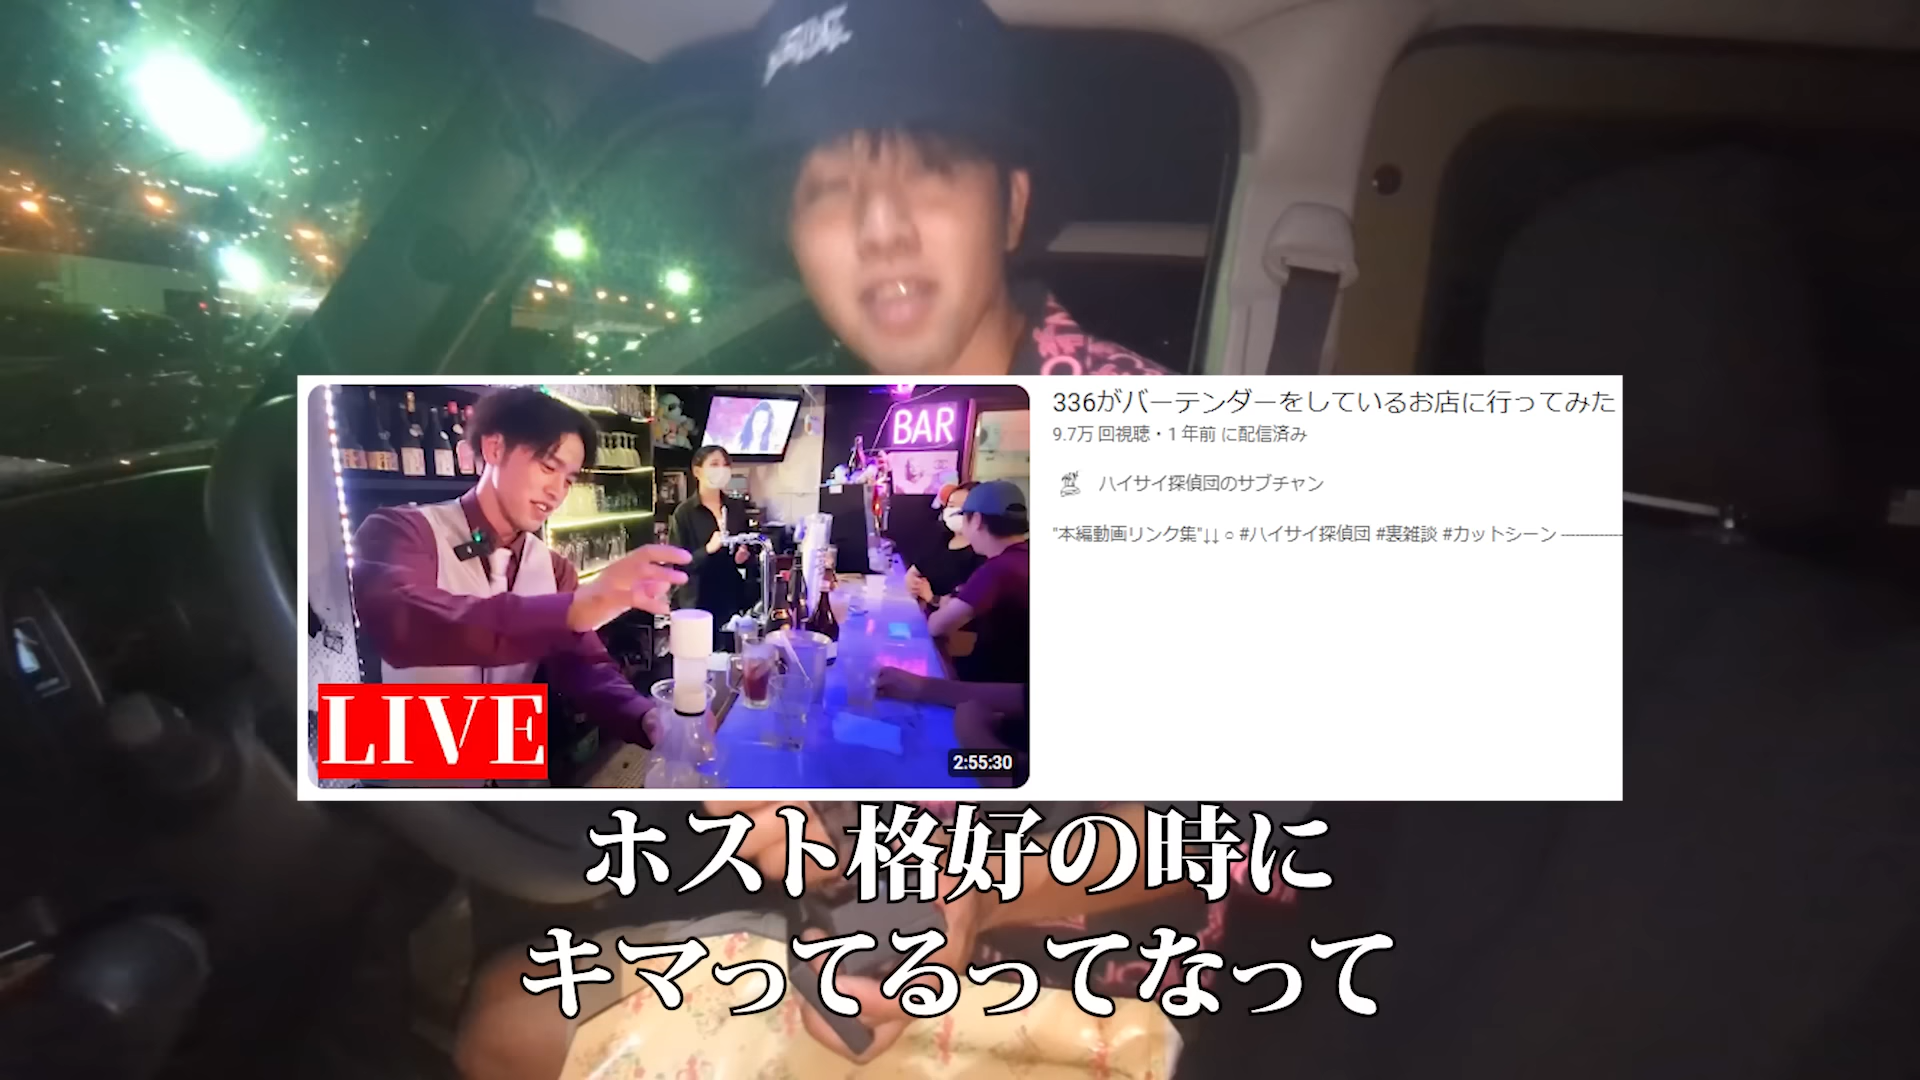 336がバーテンダーをしているお店に行ってみた
9.7万 回視聴・1 年前 に配信済み
ハイサイ探偵団のサブチャン
"本編動画リンク集"↓↓ ○ #ハイサイ探偵団 #裏雑談 #カットシーン
BAR
LIVE
2:55:30
ホスト格好の時に
キマってるってなって